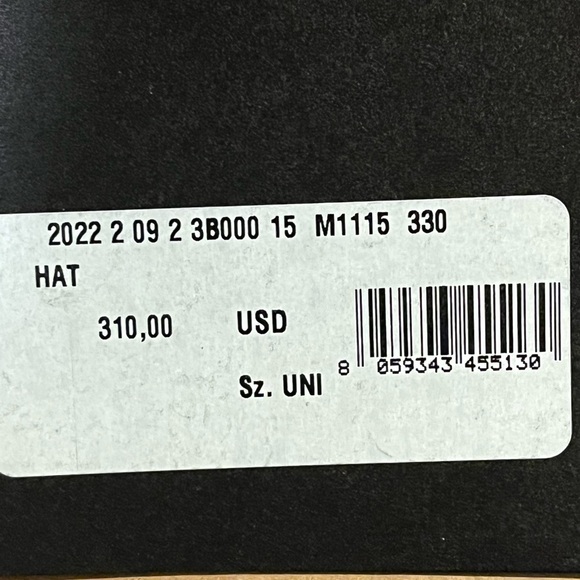 2022 2 09 2 3B000 15 M1115 330
HAT
310,00 USD
8 059343 455130
Sz. UNI